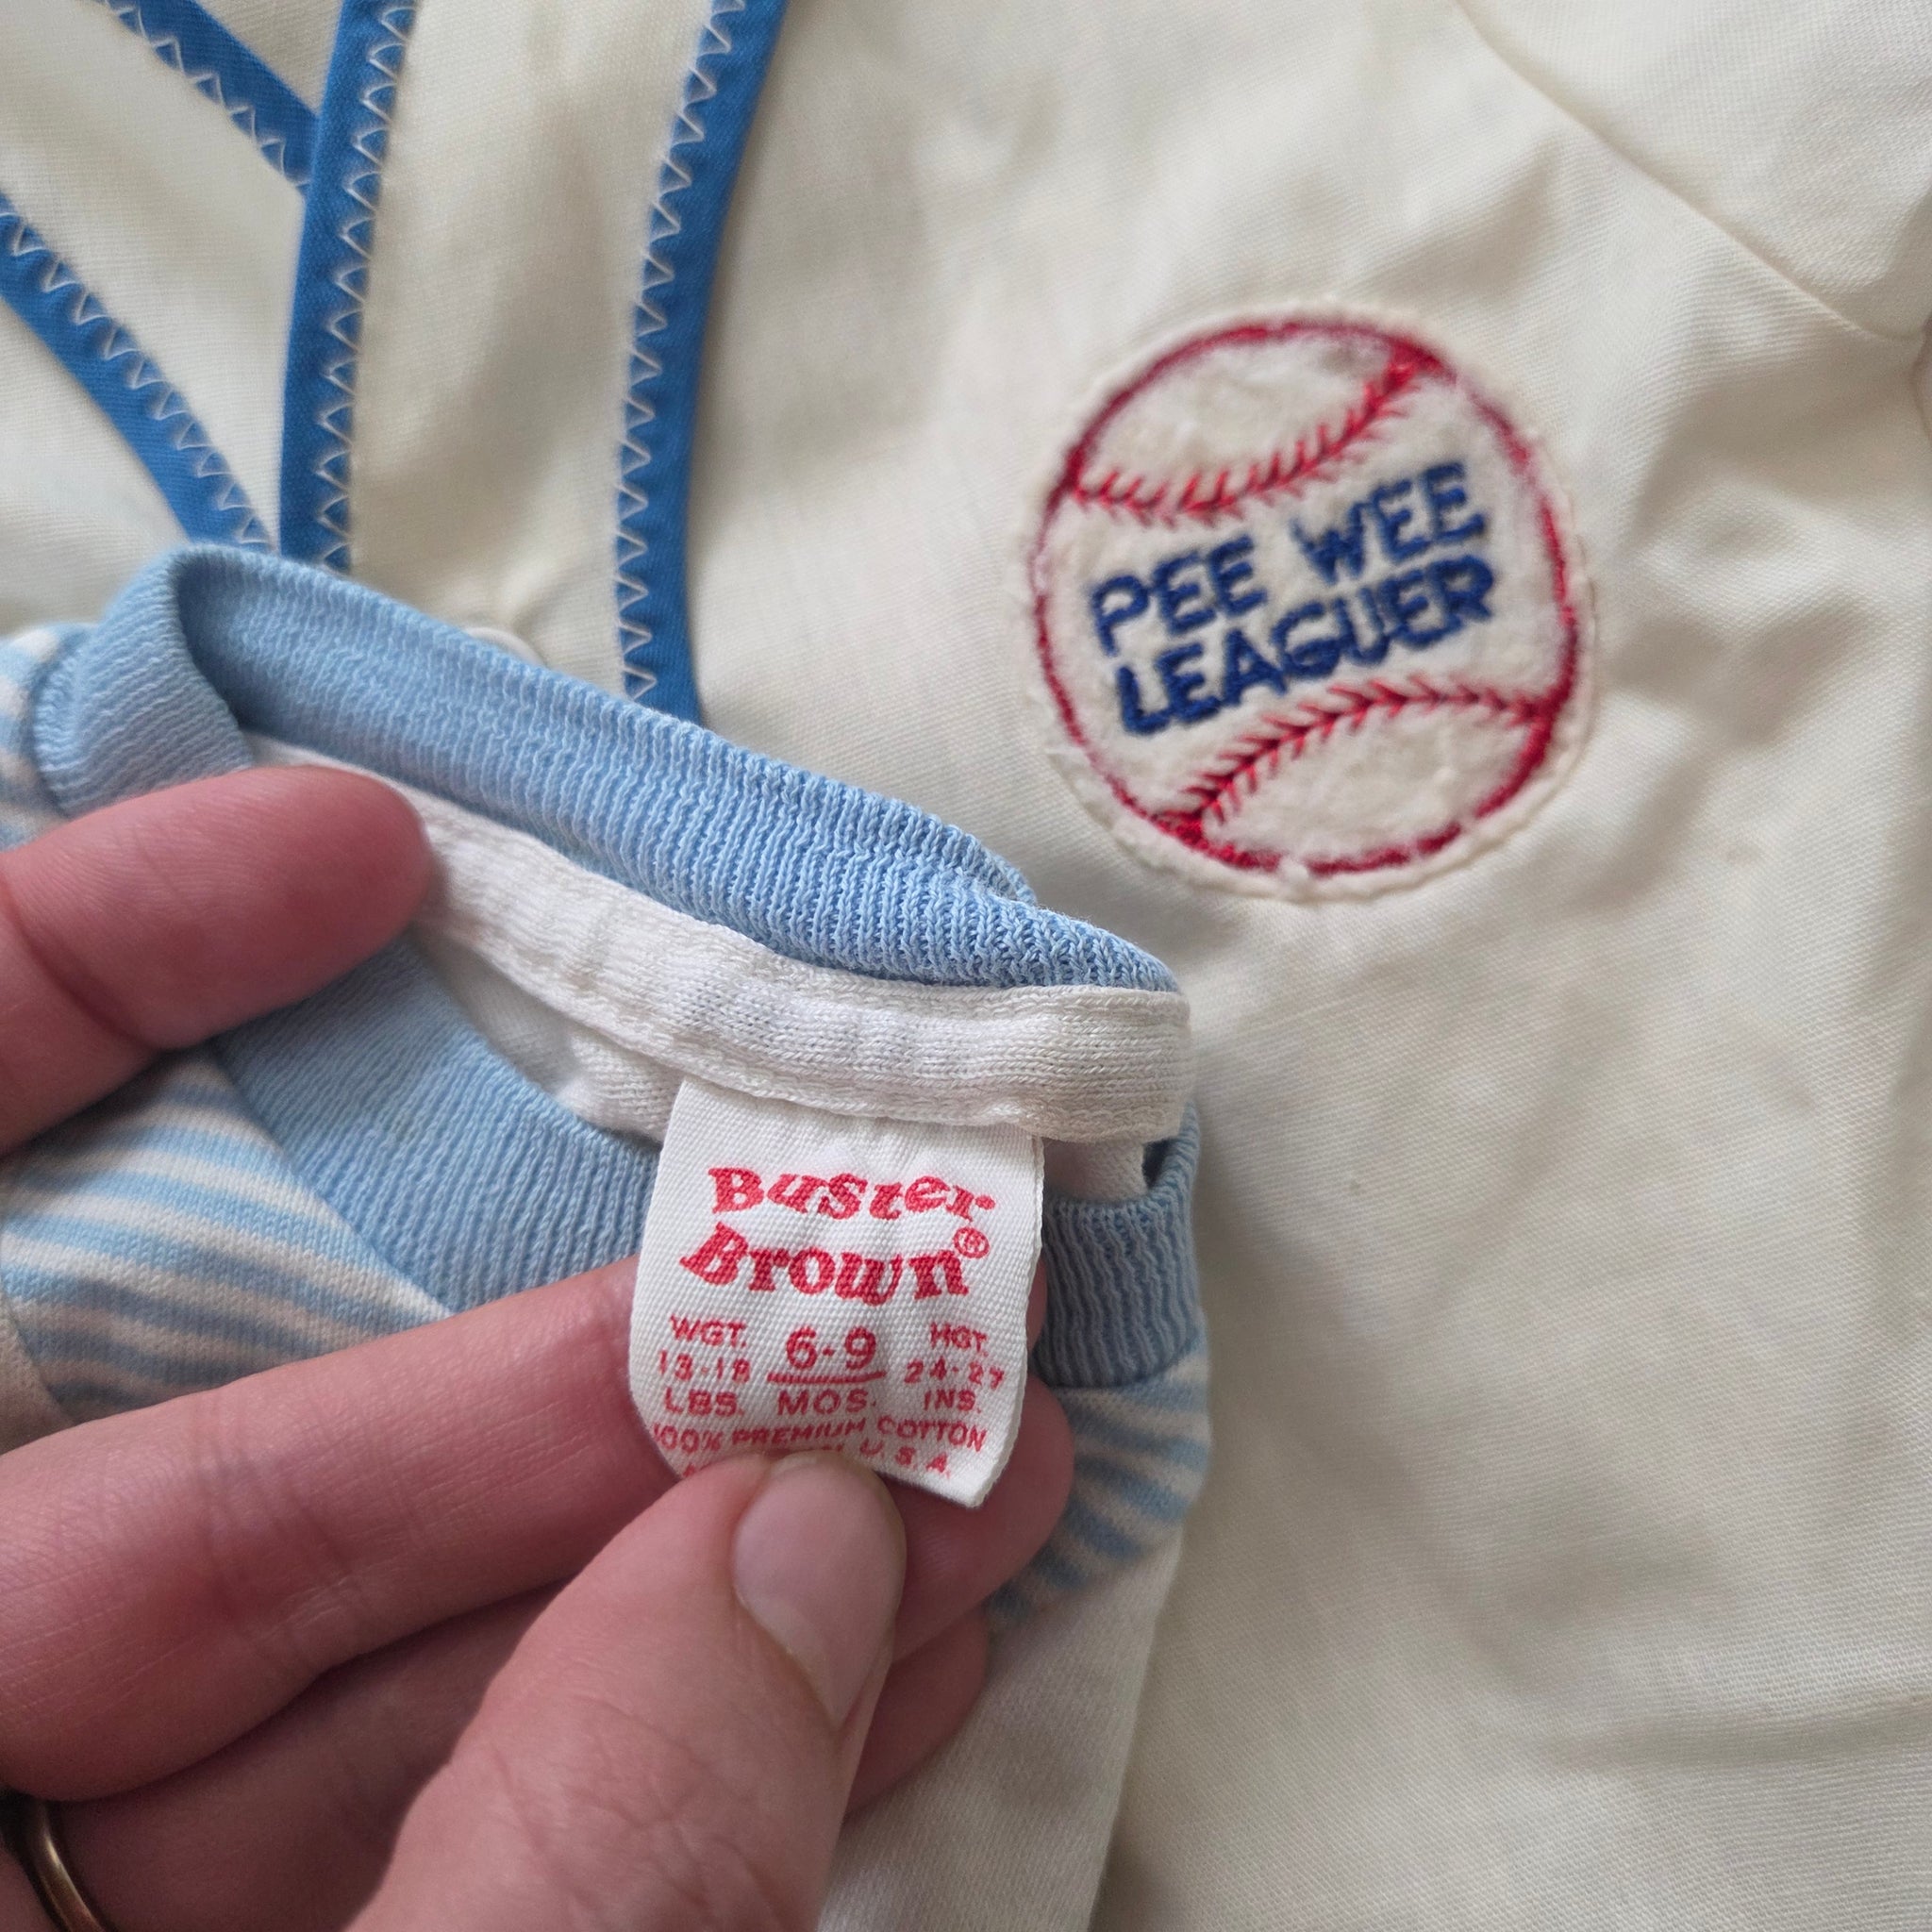 PEE WEE
LEAGUER
Buster
Brown®
WGT. 6-9 HGT.
13-18 24-27
LBS. MOS. INS.
100% PREMIUM COTTON
U.S.A.